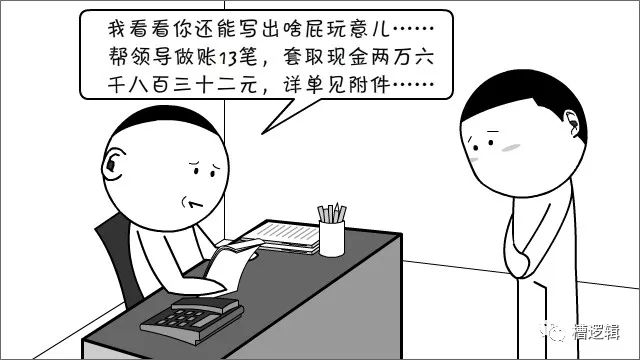 我看看你还能写出啥屁玩意儿……
帮领导做账13笔，套取现金两万六
千八百三十二元，详单见附件……
槽逻辑